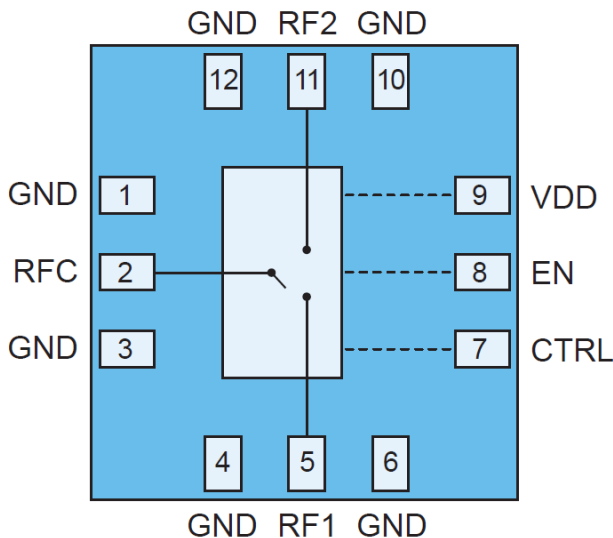 GND RF2 GND
12 11 10
GND 1 9 VDD
RFC 2 8 EN
GND 3 7 CTRL
4 5 6
GND RF1 GND